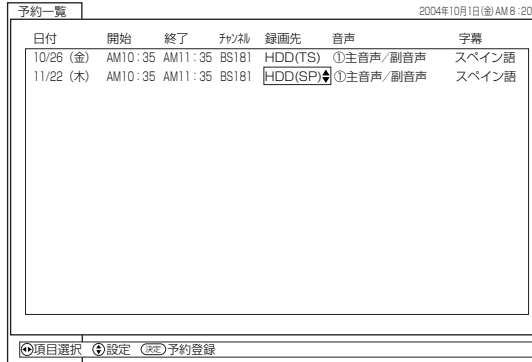 予約一覧
2004年10月1日(金)AM8:20
日付 開始 終了 チャンネル 録画先 音声 字幕
10/26 (金) AM10:35 AM11:35 BS181 HDD(TS) ①主音声/副音声 スペイン語
11/22 (木) AM10:35 AM11:35 BS181 HDD(SP) ①主音声/副音声 スペイン語
項目選択 設定 決定 予約登録